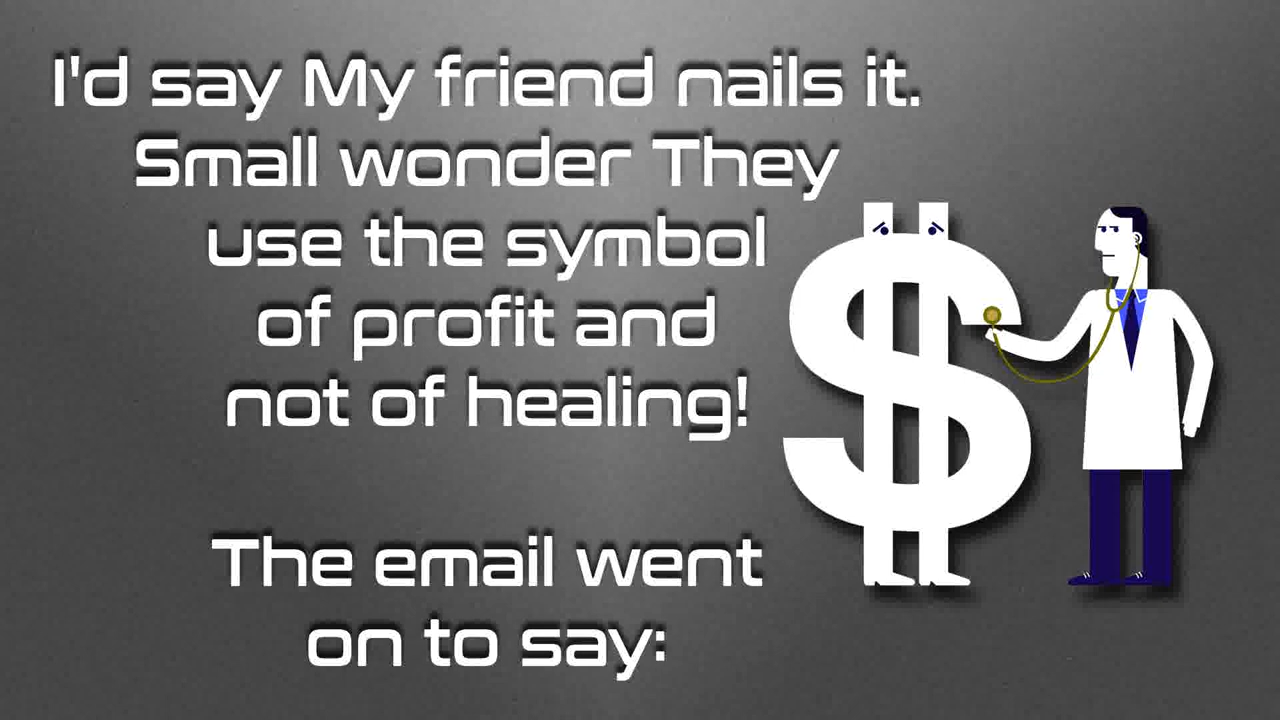 I'd say My friend nails it.
Small wonder They
use the symbol
of profit and
not of healing!
The email went
on to say: